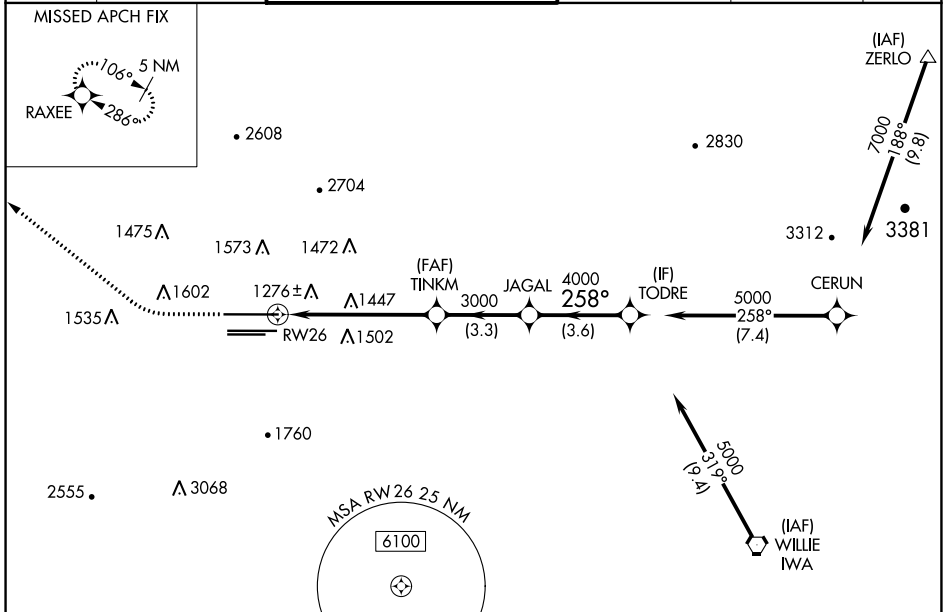 MISSED APCH FIX
106° 5 NM
RAXEE
286°
(IAF)
ZERLO
7000
188°
(9.8)
2608
2830
2704
3381
3312
1475
1573
1472
(FAF)
TINKM
JAGAL
4000
258°
(IF)
TODRE
CERUN
1602
1276±
1447
3000
5000
258°
1535
RW26
1502
(3.3)
(3.6)
(7.4)
1760
5000
319°
(9.4)
2555
3068
MSA RW26 25 NM
6100
(IAF)
WILLIE
IWA